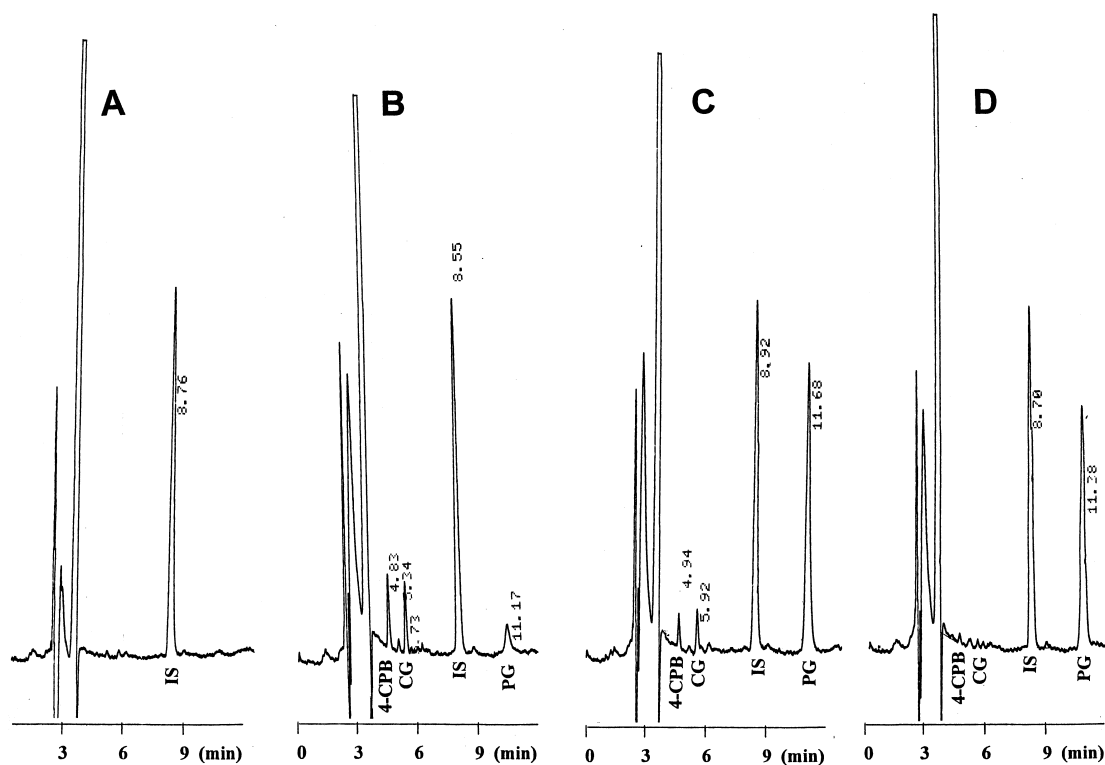 A
8.76
IS
3 6 9 (min)
B
4.83
5.73
8.55
11.17
4-CPB
CG
IS
PG
0 3 6 9 (min)
C
4.94
5.92
8.92
11.68
4-CPB
CG
IS
PG
0 3 6 9 (min)
D
8.70
11.38
4-CPB
CG
IS
PG
0 3 6 9 (min)